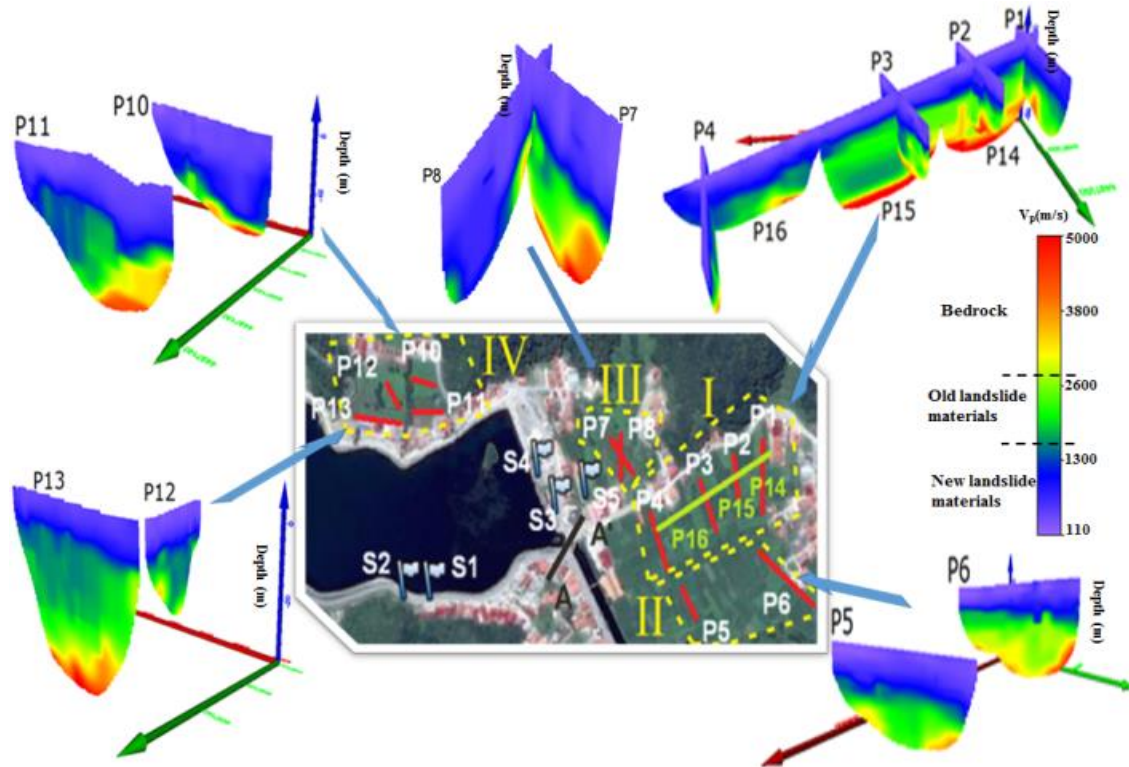 P1
P2
P3
P4
P14
P15
P16
Depth (m)
P7
P8
Depth (m)
P10
P11
Depth (m)
V_P(m/s)
5000
3800
2600
1300
110
Bedrock
Old landslide
materials
New landslide
materials
P12
P10
IV
P13
P11
III
P7
P8
I
P1
P2
P3
P4
P14
P15
P16
S4
S5
S3
A
A
S2
S1
II
P6
P5
P13
P12
Depth (m)
P6
P5
Depth (m)